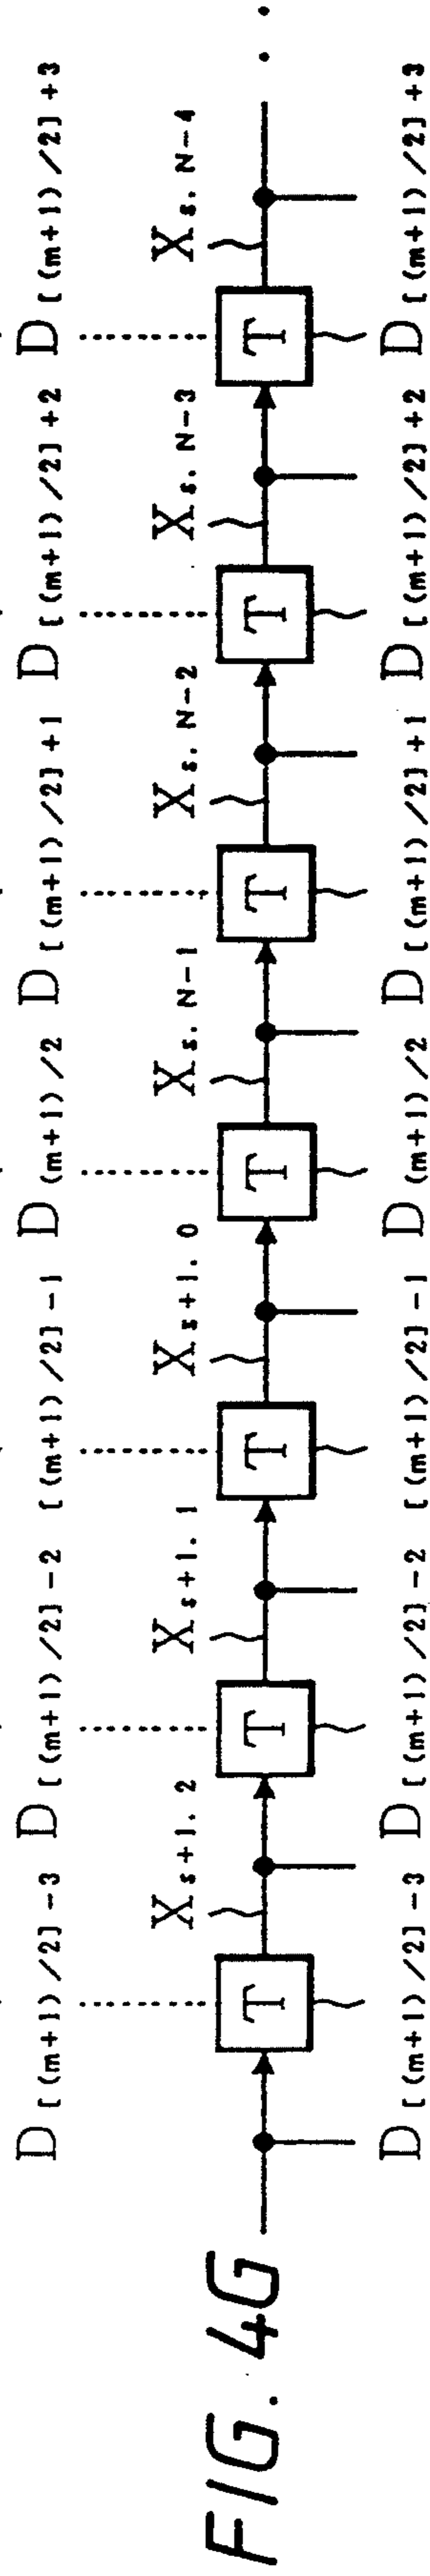 D[(m+1)/2]-3 D[(m+1)/2]-2 [(m+1)/2]-1 D(m+1)/2 D[(m+1)/2]+1 D[(m+1)/2]+2 D[(m+1)/2]+3
Xs+1.2 Xs+1.1 Xs+1.0 Xs.N-1 Xs.N-2 Xs.N-3 Xs.N-4
FIG. 4G T T T T T T T
D[(m+1)/2]-3 D[(m+1)/2]-2 [(m+1)/2]-1 D(m+1)/2 D[(m+1)/2]+1 D[(m+1)/2]+2 D[(m+1)/2]+3